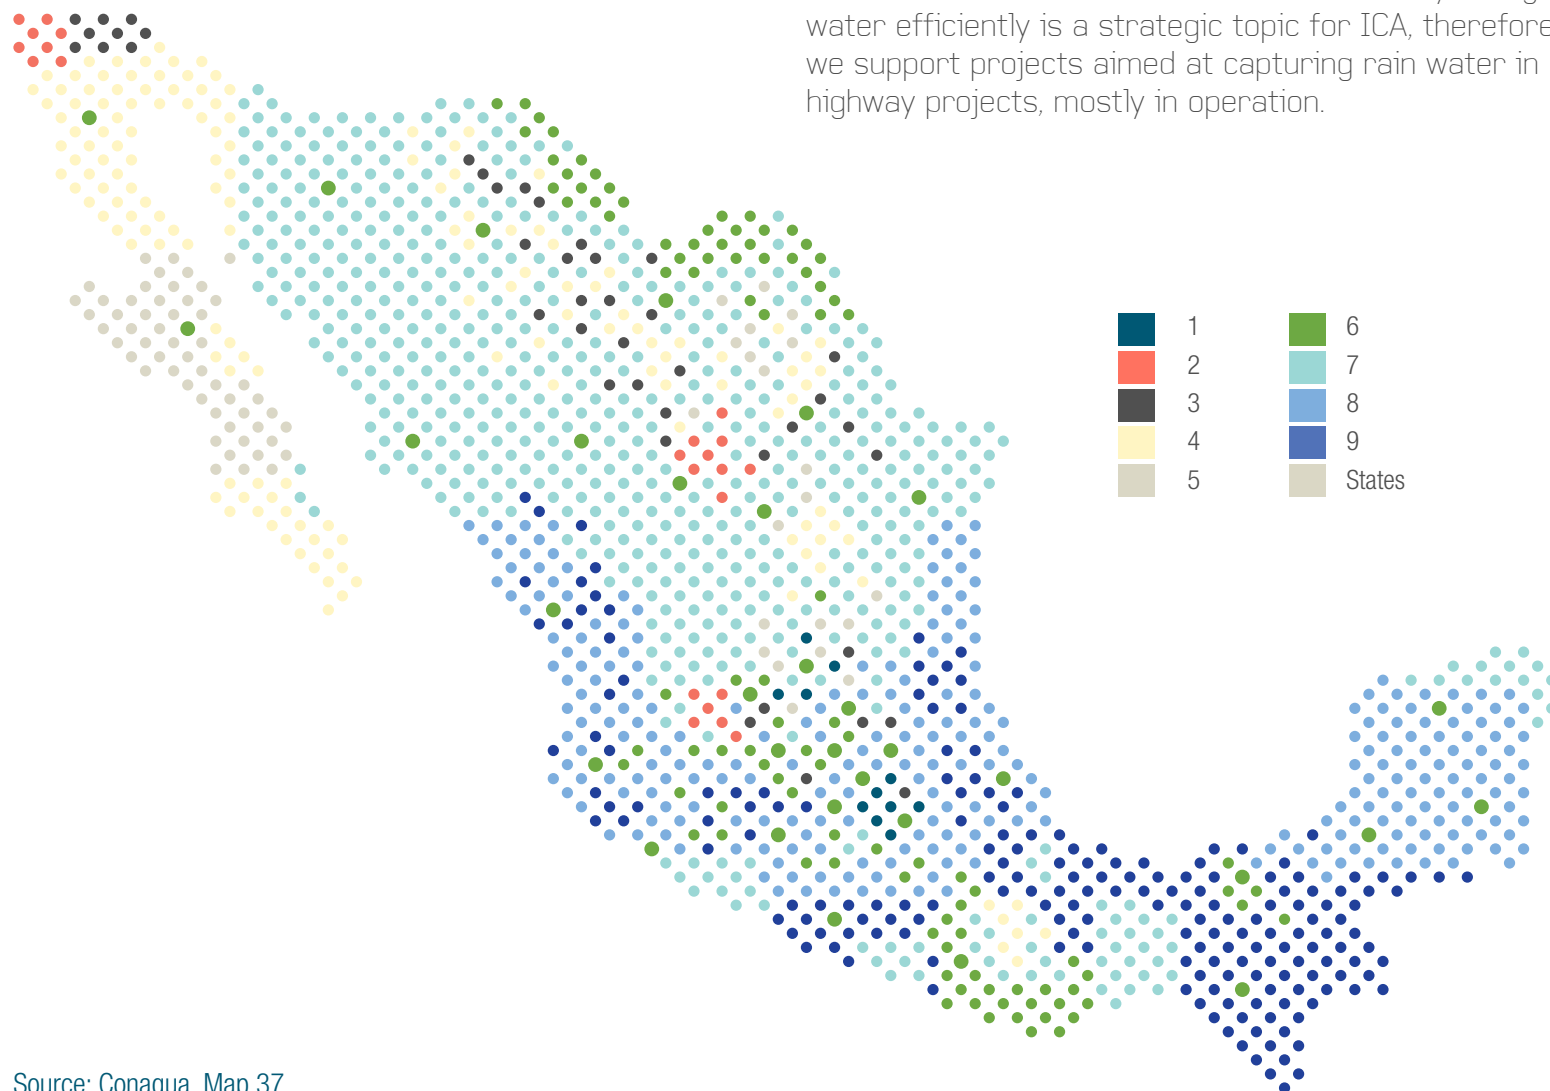 water efficiently is a strategic topic for ICA, therefore
we support projects aimed at capturing rain water in
highway projects, mostly in operation.
1
2
3
4
5
6
7
8
9
States
Source: Conagua, Map 37